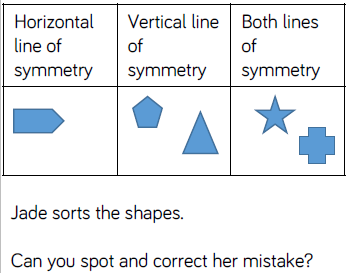 Horizontal
line of
symmetry
Vertical line
of
symmetry
Both lines
of
symmetry
Jade sorts the shapes.
Can you spot and correct her mistake?